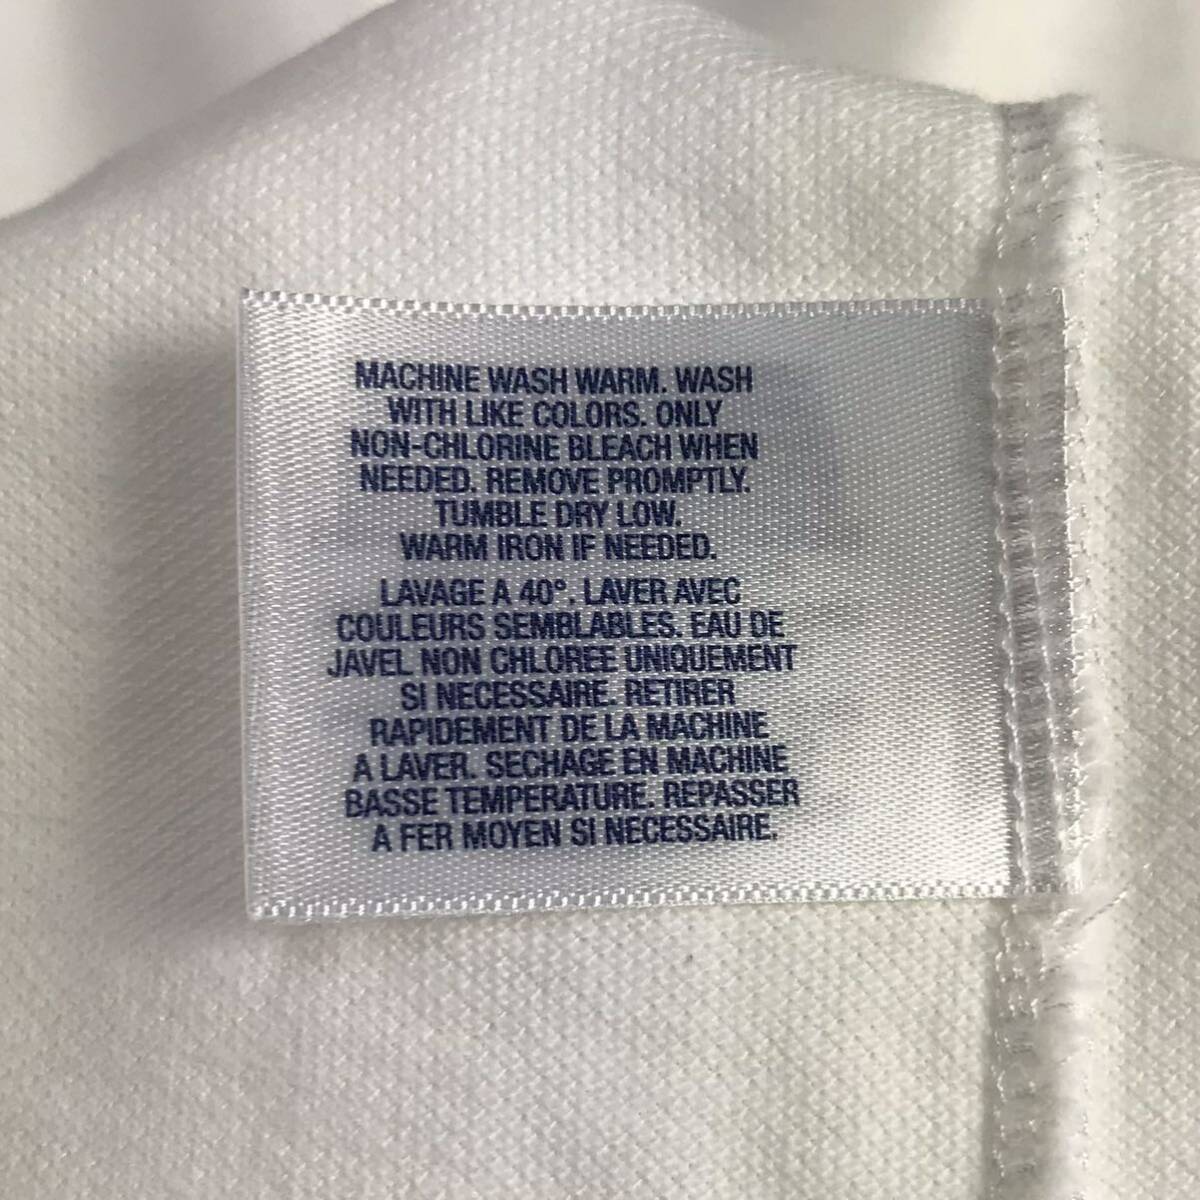 MACHINE WASH WARM. WASH
WITH LIKE COLORS. ONLY
NON-CHLORINE BLEACH WHEN
NEEDED. REMOVE PROMPTLY.
TUMBLE DRY LOW.
WARM IRON IF NEEDED.
LAVAGE A 40°. LAVER AVEC
COULEURS SEMBLABLES. EAU DE
JAVEL NON CHLOREE UNIQUEMENT
SI NECESSAIRE. RETIRER
RAPIDEMENT DE LA MACHINE
A LAVER. SECHAGE EN MACHINE
BASSE TEMPERATURE. REPASSER
A FER MOYEN SI NECESSAIRE.